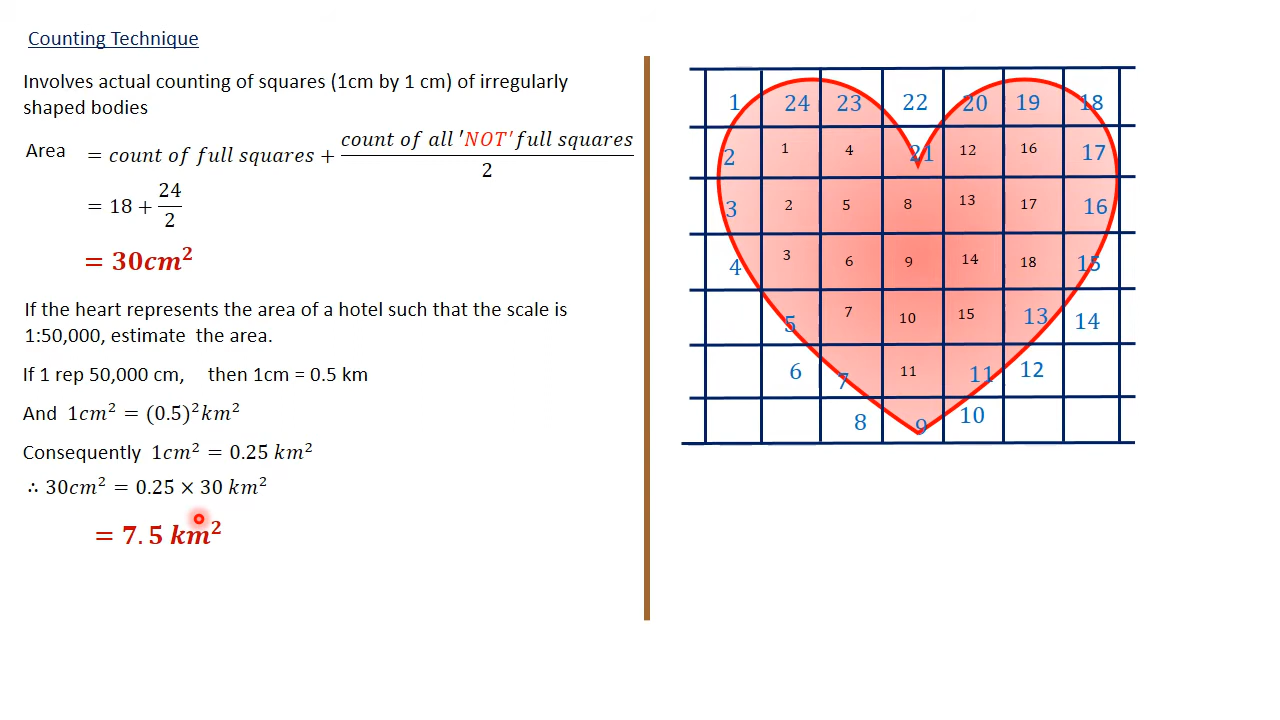 Counting Technique
Involves actual counting of squares (1cm by 1 cm) of irregularly
shaped bodies
Area = count of full squares + count of all 'NOT' full squares / 2
= 18 + 24/2
= 30cm²
If the heart represents the area of a hotel such that the scale is
1:50,000, estimate the area.
If 1 rep 50,000 cm, then 1cm = 0.5 km
And 1cm² = (0.5)² km²
Consequently 1cm² = 0.25 km²
∴ 30cm² = 0.25 × 30 km²
= 7.5 km²
1 24 23 22 20 19 18
2 1 4 21 12 16 17
3 2 5 8 13 17 16
4 3 6 9 14 18 15
5 7 10 15 13 14
6 7 11 11 12
8 9 10